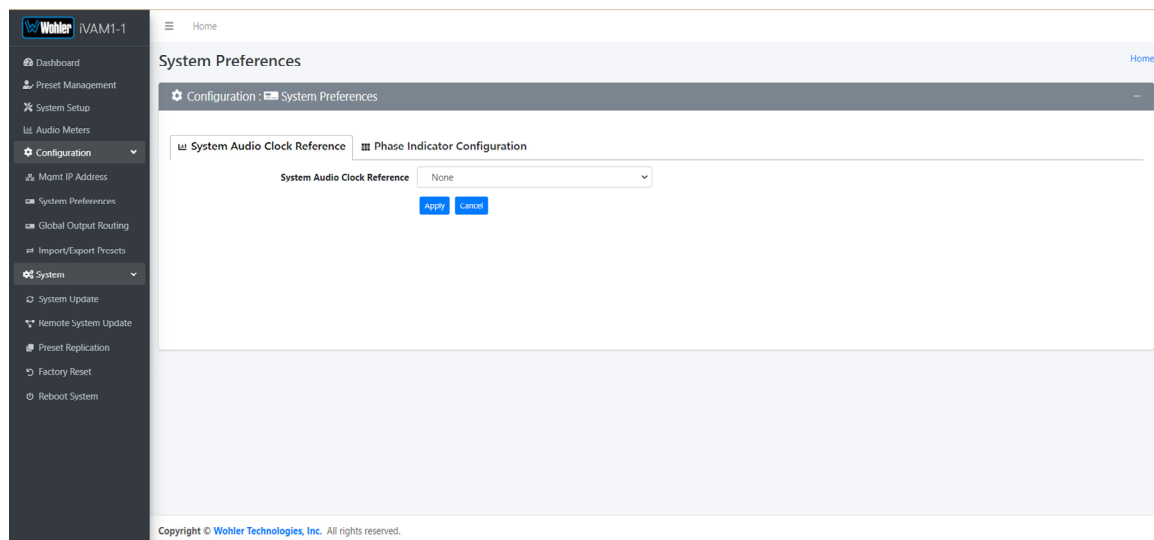 Wohler iVAM1-1
Home
Dashboard
Preset Management
System Setup
Audio Meters
Configuration
Mgmt IP Address
System Preferences
Global Output Routing
Import/Export Presets
System
System Update
Remote System Update
Preset Replication
Factory Reset
Reboot System
System Preferences
Home
Configuration : System Preferences
System Audio Clock Reference Phase Indicator Configuration
System Audio Clock Reference None
Apply Cancel
Copyright © Wohler Technologies, Inc. All rights reserved.